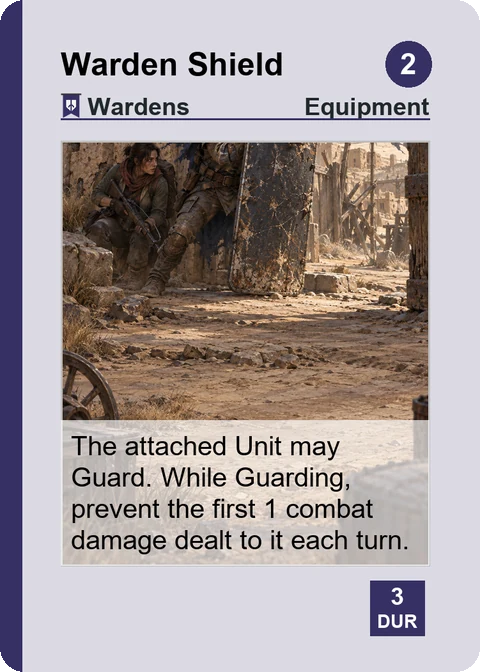 Warden Shield
2
Wardens
Equipment
The attached Unit may
Guard. While Guarding,
prevent the first 1 combat
damage dealt to it each turn.
3
DUR